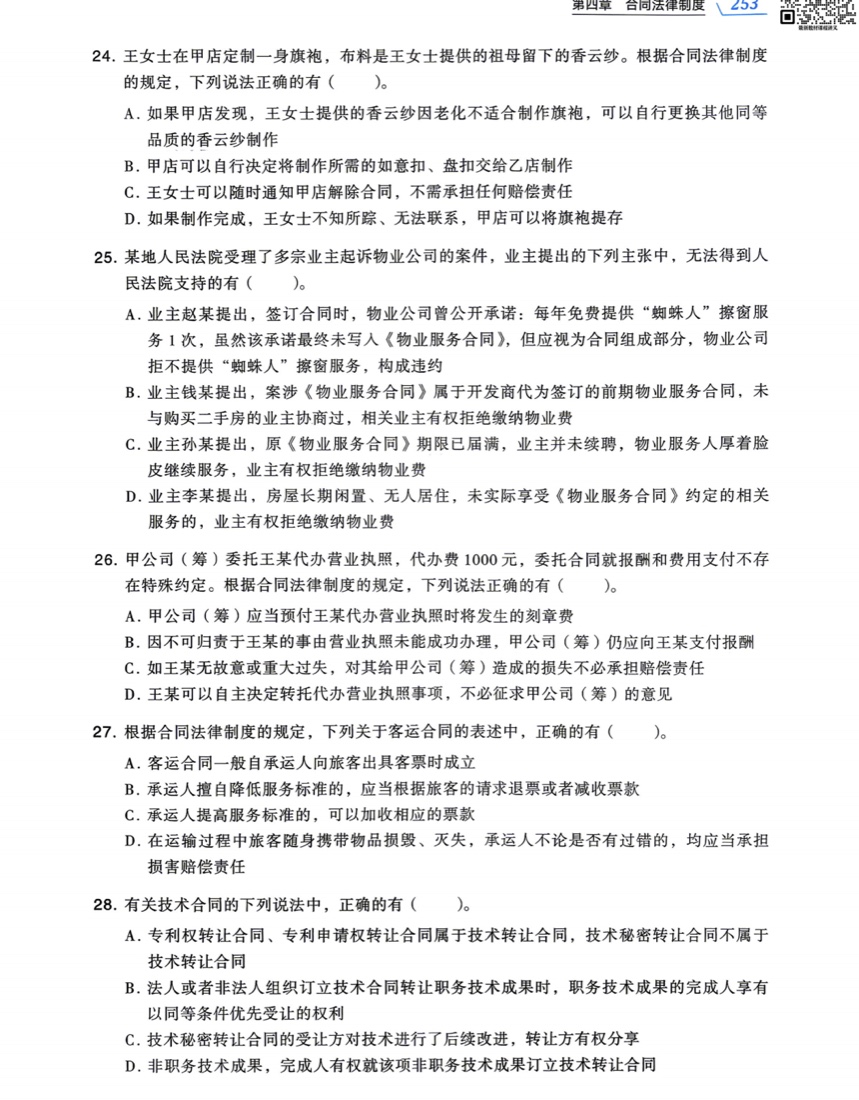 第四章 合同法律制度 253
24. 王女士在甲店定制一身旗袍，布料是王女士提供的祖母留下的香云纱。根据合同法律制度
的规定，下列说法正确的有（ ）。
A. 如果甲店发现，王女士提供的香云纱因老化不适合制作旗袍，可以自行更换其他同等
品质的香云纱制作
B. 甲店可以自行决定将制作所需的如意扣、盘扣交给乙店制作
C. 王女士可以随时通知甲店解除合同，不需承担任何赔偿责任
D. 如果制作完成，王女士不知所踪、无法联系，甲店可以将旗袍提存
25. 某地人民法院受理了多宗业主起诉物业公司的案件，业主提出的下列主张中，无法得到人
民法院支持的有（ ）。
A. 业主赵某提出，签订合同时，物业公司曾公开承诺：每年免费提供“蜘蛛人”擦窗服
务 1 次，虽然该承诺最终未写入《物业服务合同》，但应视为合同组成部分，物业公司
拒不提供“蜘蛛人”擦窗服务，构成违约
B. 业主钱某提出，案涉《物业服务合同》属于开发商代为签订的前期物业服务合同，未
与购买二手房的业主协商过，相关业主有权拒绝缴纳物业费
C. 业主孙某提出，原《物业服务合同》期限已届满，业主并未续聘，物业服务人厚着脸
皮继续服务，业主有权拒绝缴纳物业费
D. 业主李某提出，房屋长期闲置、无人居住，未实际享受《物业服务合同》约定的相关
服务的，业主有权拒绝缴纳物业费
26. 甲公司（筹）委托王某代办营业执照，代办费 1000 元，委托合同就报酬和费用支付不存
在特殊约定。根据合同法律制度的规定，下列说法正确的有（ ）。
A. 甲公司（筹）应当预付王某代办营业执照时将发生的刻章费
B. 因不可归责于王某的事由营业执照未能成功办理，甲公司（筹）仍应向王某支付报酬
C. 如王某无故意或重大过失，对其给甲公司（筹）造成的损失不必承担赔偿责任
D. 王某可以自主决定转托代办营业执照事项，不必征求甲公司（筹）的意见
27. 根据合同法律制度的规定，下列关于客运合同的表述中，正确的有（ ）。
A. 客运合同一般自承运人向旅客出具客票时成立
B. 承运人擅自降低服务标准的，应当根据旅客的请求退票或者减收票款
C. 承运人提高服务标准的，可以加收相应的票款
D. 在运输过程中旅客随身携带物品损毁、灭失，承运人不论是否有过错的，均应当承担
损害赔偿责任
28. 有关技术合同的下列说法中，正确的有（ ）。
A. 专利权转让合同、专利申请权转让合同属于技术转让合同，技术秘密转让合同不属于
技术转让合同
B. 法人或者非法人组织订立技术合同转让职务技术成果时，职务技术成果的完成人享有
以同等条件优先受让的权利
C. 技术秘密转让合同的受让方对技术进行了后续改进，转让方有权分享
D. 非职务技术成果，完成人有权就该项非职务技术成果订立技术转让合同